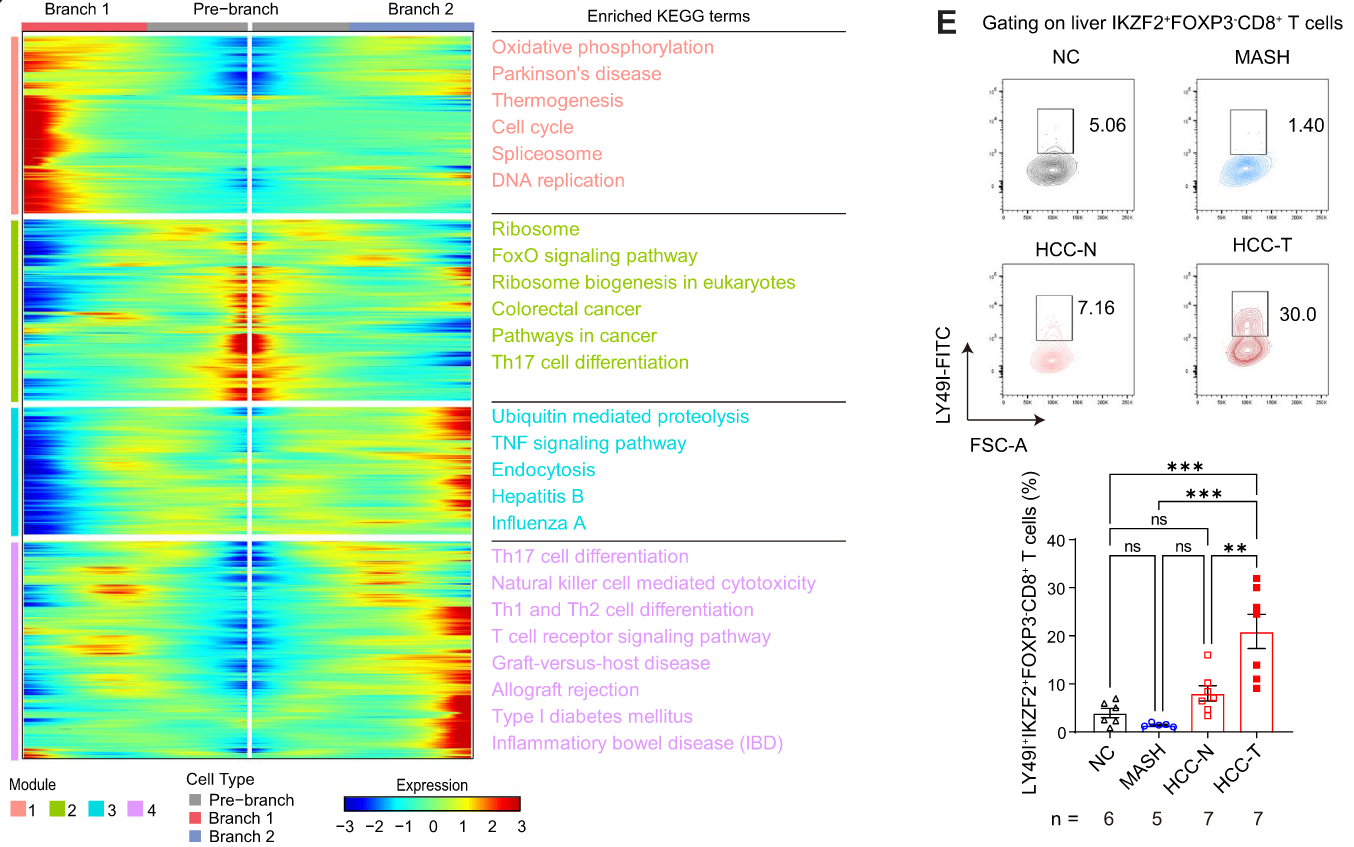 Branch 1
Pre−branch
Branch 2
Enriched KEGG terms
Oxidative phosphorylation
Parkinson's disease
Thermogenesis
Cell cycle
Spliceosome
DNA replication
Ribosome
FoxO signaling pathway
Ribosome biogenesis in eukaryotes
Colorectal cancer
Pathways in cancer
Th17 cell differentiation
Ubiquitin mediated proteolysis
TNF signaling pathway
Endocytosis
Hepatitis B
Influenza A
Th17 cell differentiation
Natural killer cell mediated cytotoxicity
Th1 and Th2 cell differentiation
T cell receptor signaling pathway
Graft-versus-host disease
Allograft rejection
Type I diabetes mellitus
Inflammatiory bowel disease (IBD)
Module
1 2 3 4
Cell Type
Pre−branch
Branch 1
Branch 2
Expression
−3 −2 −1 0 1 2 3
E
Gating on liver IKZF2⁺FOXP3⁻CD8⁺ T cells
NC
MASH
5.06
1.40
HCC-N
HCC-T
7.16
30.0
LY49I-FITC
FSC-A
LY49I⁺IKZF2⁺FOXP3⁻CD8⁺ T cells (%)
***
***
ns
ns
ns
**
40
30
20
10
0
NC
MASH
HCC-N
HCC-T
n = 6 5 7 7